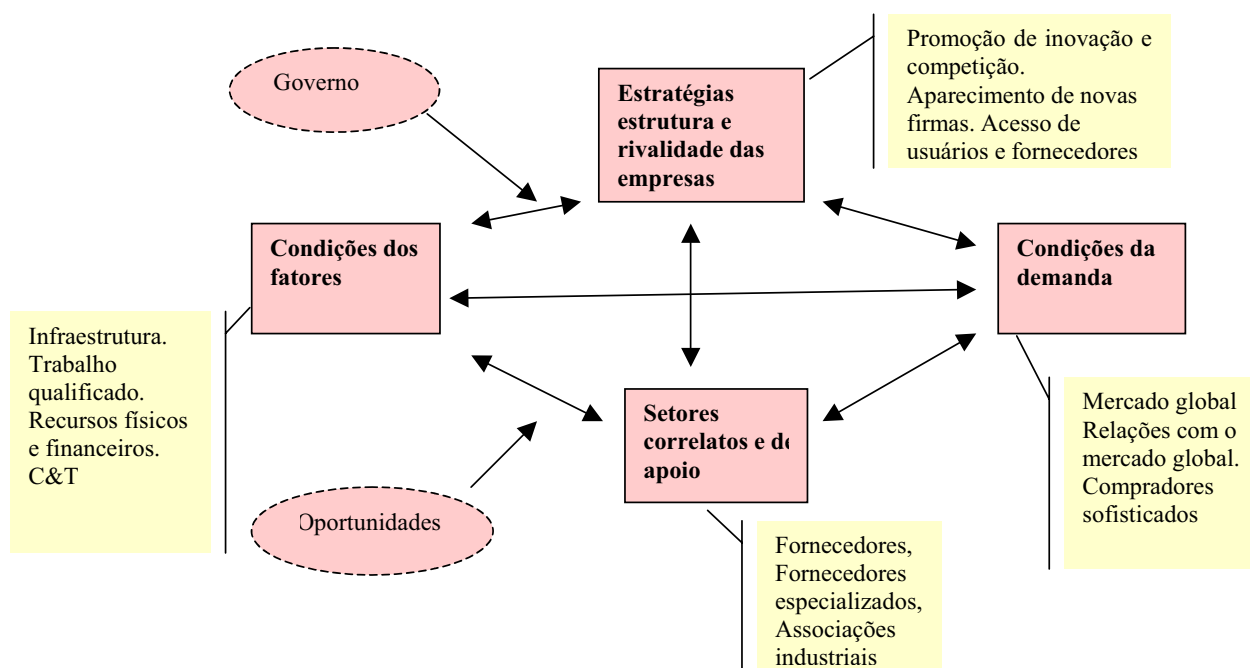 Governo
Estratégias
estrutura e
rivalidade das
empresas
Promoção de inovação e
competição.
Aparecimento de novas
firmas. Acesso de
usuários e fornecedores
Condições dos
fatores
Condições da
demanda
Infraestrutura.
Trabalho
qualificado.
Recursos físicos
e financeiros.
C&T
Setores
correlatos e de
apoio
Mercado global
Relações com o
mercado global.
Compradores
sofisticados
Oportunidades
Fornecedores,
Fornecedores
especializados,
Associações
industriais